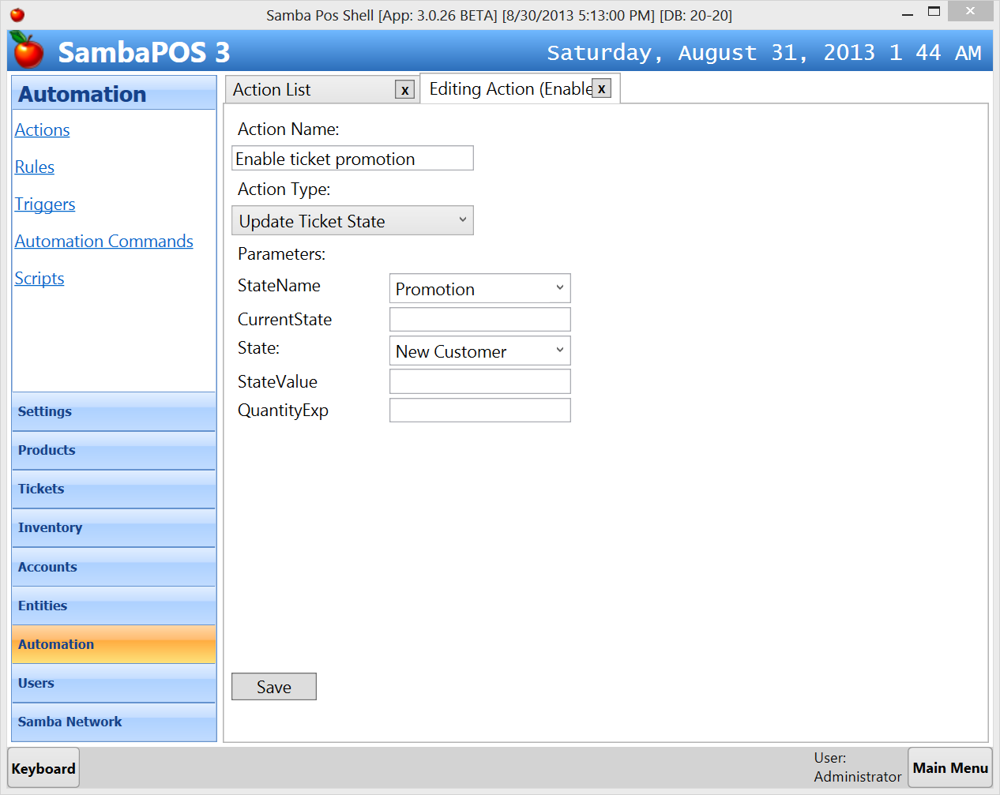 Samba Pos Shell [App: 3.0.26 BETA] [8/30/2013 5:13:00 PM] [DB: 20-20]
SambaPOS 3
Saturday, August 31, 2013 1 44 AM
Automation
Actions
Rules
Triggers
Automation Commands
Scripts
Settings
Products
Tickets
Inventory
Accounts
Entities
Automation
Users
Samba Network
Action List x
Editing Action (Enable x
Action Name:
Enable ticket promotion
Action Type:
Update Ticket State
Parameters:
StateName Promotion
CurrentState
State: New Customer
StateValue
QuantityExp
Save
Keyboard
User:
Administrator
Main Menu